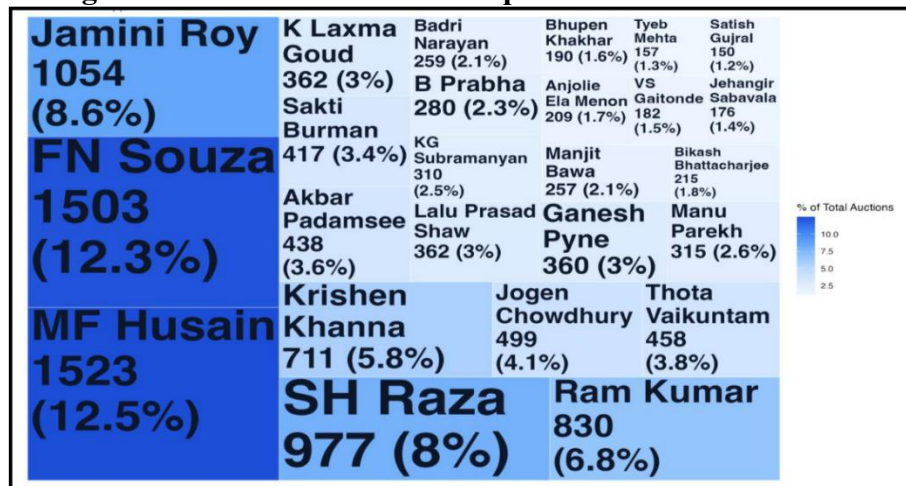 Jamini Roy
1054
(8.6%)
FN Souza
1503
(12.3%)
MF Husain
1523
(12.5%)
K Laxma
Goud
362 (3%)
Sakti
Burman
417 (3.4%)
Akbar
Padamsee
438
(3.6%)
Badri
Narayan
259 (2.1%)
B Prabha
280 (2.3%)
KG
Subramanyan
310
(2.5%)
Lalu Prasad
Shaw
362 (3%)
Bhupen
Khakhar
190 (1.6%)
Tyeb
Mehta
157
(1.3%)
Satish
Gujral
150
(1.2%)
Anjolie
Ela Menon
209 (1.7%)
VS
Gaitonde
182
(1.5%)
Jehangir
Sabavala
176
(1.4%)
Manjit
Bawa
257 (2.1%)
Bikash
Bhattacharjee
215
(1.8%)
Ganesh
Pyne
360 (3%)
Manu
Parekh
315 (2.6%)
Krishen
Khanna
711 (5.8%)
Jogen
Chowdhury
499
(4.1%)
Thota
Vaikuntam
458
(3.8%)
SH Raza
977 (8%)
Ram Kumar
830
(6.8%)
% of Total Auctions
10.0
7.5
5.0
2.5